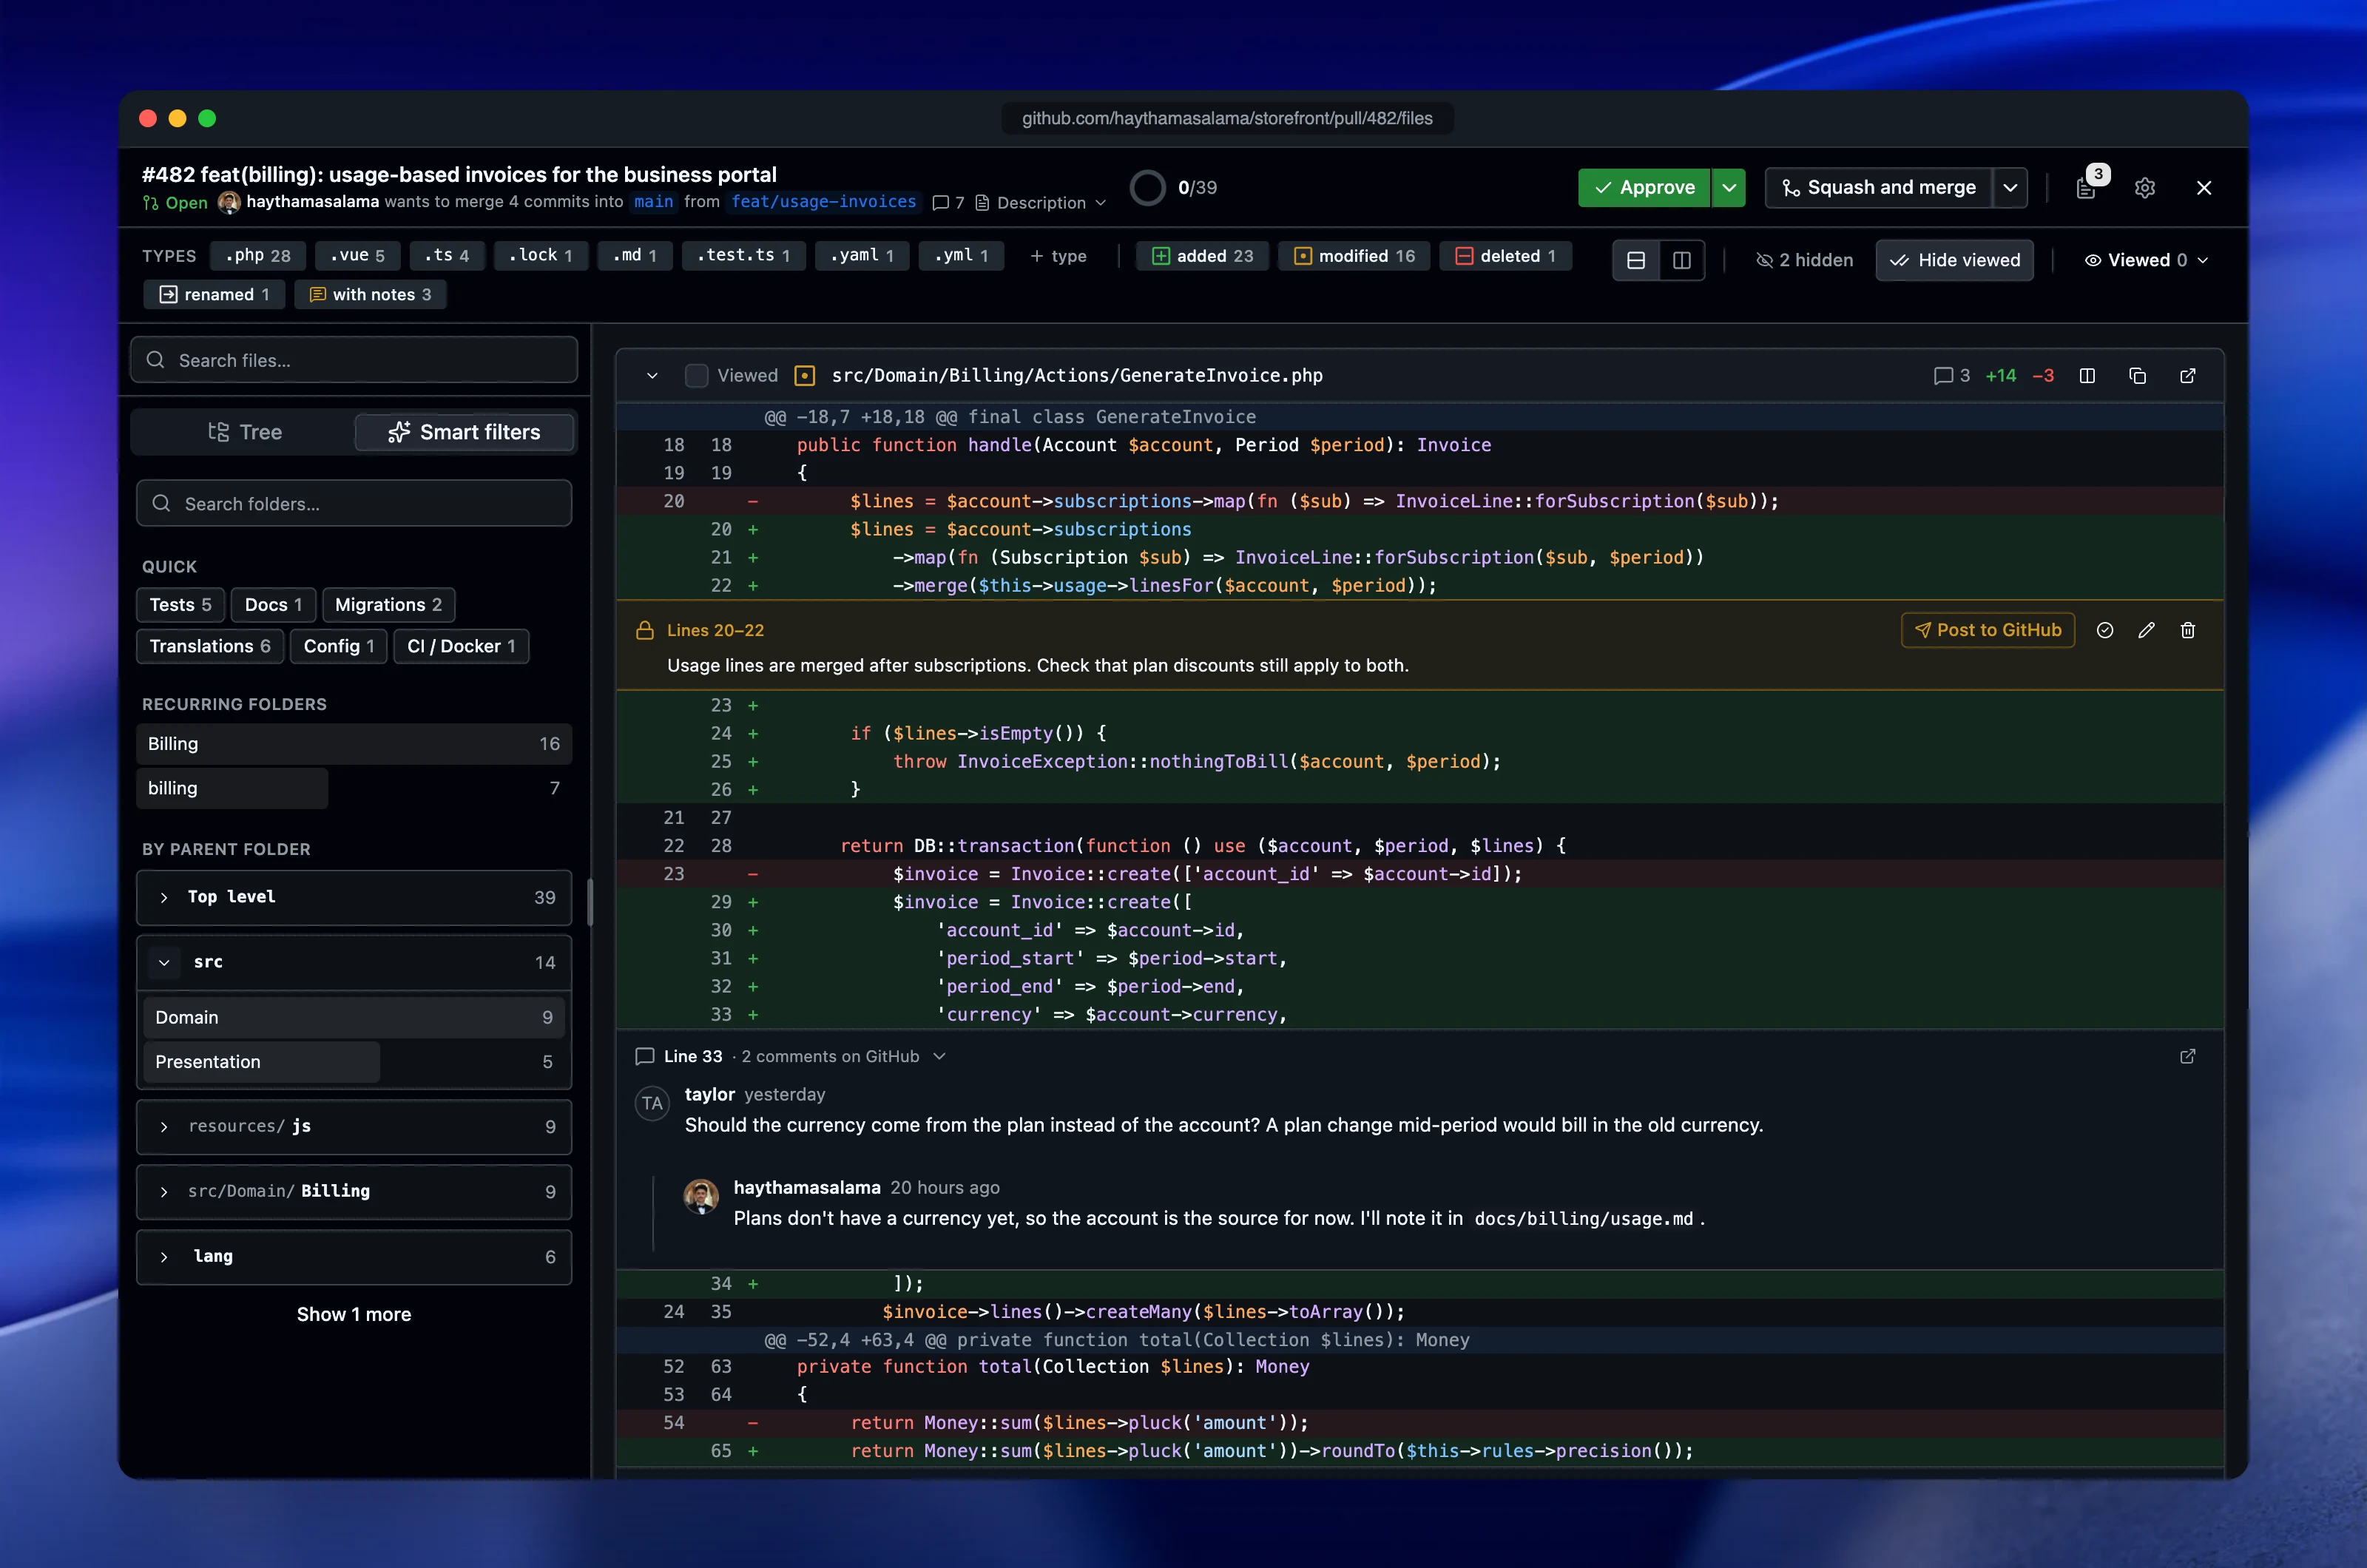 github.com/haythamasalama/storefront/pull/482/files
#482 feat(billing): usage-based invoices for the business portal
Open haythamasalama wants to merge 4 commits into main from feat/usage-invoices 7 Description
0/39
Approve
Squash and merge
3
TYPES .php 28 .vue 5 .ts 4 .lock 1 .md 1 .test.ts 1 .yaml 1 .yml 1 + type added 23 modified 16 deleted 1
2 hidden Hide viewed Viewed 0
renamed 1 with notes 3
Search files...
Tree Smart filters
Search folders...
QUICK
Tests 5 Docs 1 Migrations 2
Translations 6 Config 1 CI / Docker 1
RECURRING FOLDERS
Billing 16
billing 7
BY PARENT FOLDER
Top level 39
src 14
Domain 9
Presentation 5
resources/ js 9
src/Domain/ Billing 9
lang 6
Show 1 more
Viewed src/Domain/Billing/Actions/GenerateInvoice.php 3 +14 −3
@@ −18,7 +18,18 @@ final class GenerateInvoice
18 18 public function handle(Account $account, Period $period): Invoice
19 19 {
20 − $lines = $account->subscriptions->map(fn ($sub) => InvoiceLine::forSubscription($sub));
20 + $lines = $account->subscriptions
21 + ->map(fn (Subscription $sub) => InvoiceLine::forSubscription($sub, $period))
22 + ->merge($this->usage->linesFor($account, $period));
Lines 20–22 Post to GitHub
Usage lines are merged after subscriptions. Check that plan discounts still apply to both.
23 +
24 + if ($lines->isEmpty()) {
25 + throw InvoiceException::nothingToBill($account, $period);
26 + }
21 27
22 28 return DB::transaction(function () use ($account, $period, $lines) {
23 − $invoice = Invoice::create(['account_id' => $account->id]);
29 + $invoice = Invoice::create([
30 + 'account_id' => $account->id,
31 + 'period_start' => $period->start,
32 + 'period_end' => $period->end,
33 + 'currency' => $account->currency,
Line 33 · 2 comments on GitHub
TA taylor yesterday
Should the currency come from the plan instead of the account? A plan change mid-period would bill in the old currency.
haythamasalama 20 hours ago
Plans don't have a currency yet, so the account is the source for now. I'll note it in docs/billing/usage.md .
34 + ]);
24 35 $invoice->lines()->createMany($lines->toArray());
@@ −52,4 +63,4 @@ private function total(Collection $lines): Money
52 63 private function total(Collection $lines): Money
53 64 {
54 − return Money::sum($lines->pluck('amount'));
65 + return Money::sum($lines->pluck('amount'))->roundTo($this->rules->precision());